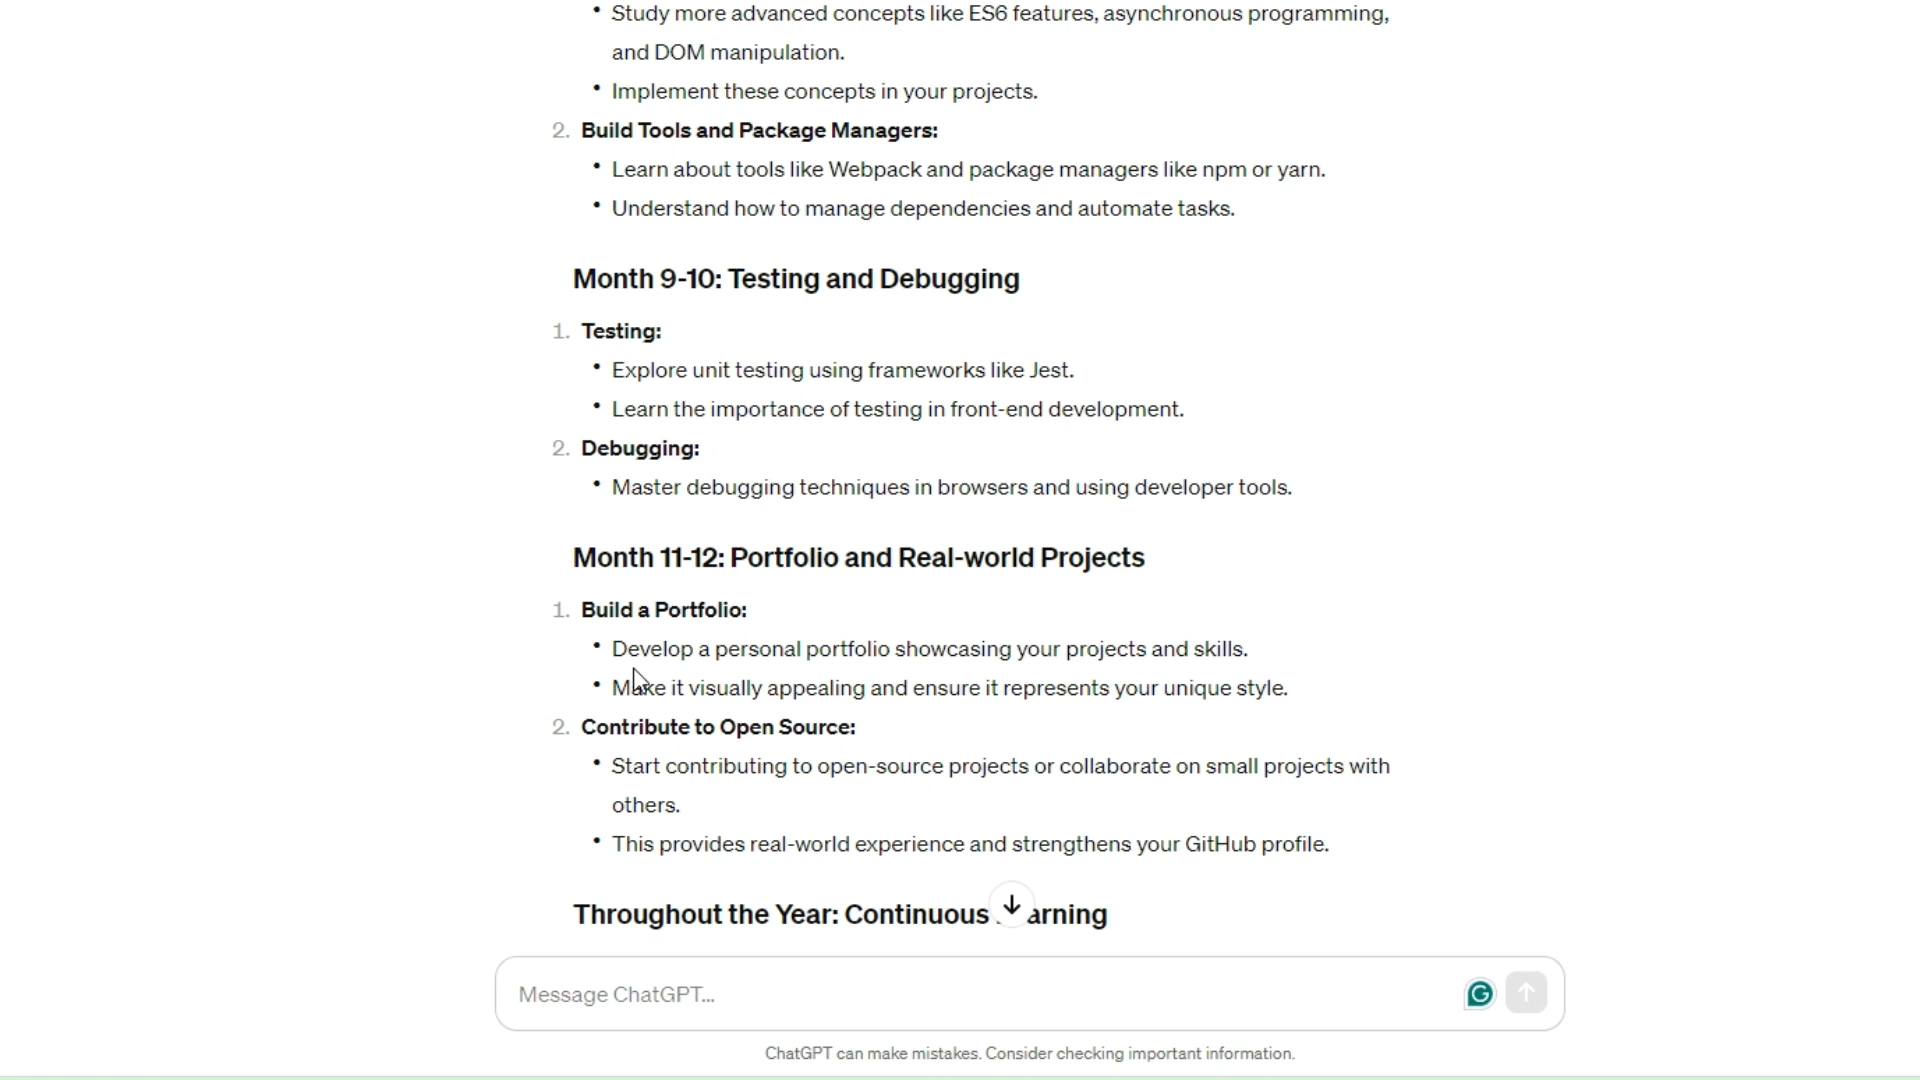 • Study more advanced concepts like ES6 features, asynchronous programming,
and DOM manipulation.
• Implement these concepts in your projects.
2. Build Tools and Package Managers:
• Learn about tools like Webpack and package managers like npm or yarn.
• Understand how to manage dependencies and automate tasks.
Month 9-10: Testing and Debugging
1. Testing:
• Explore unit testing using frameworks like Jest.
• Learn the importance of testing in front-end development.
2. Debugging:
• Master debugging techniques in browsers and using developer tools.
Month 11-12: Portfolio and Real-world Projects
1. Build a Portfolio:
• Develop a personal portfolio showcasing your projects and skills.
• Make it visually appealing and ensure it represents your unique style.
2. Contribute to Open Source:
• Start contributing to open-source projects or collaborate on small projects with
others.
• This provides real-world experience and strengthens your GitHub profile.
Throughout the Year: Continuous Learning
Message ChatGPT...
ChatGPT can make mistakes. Consider checking important information.